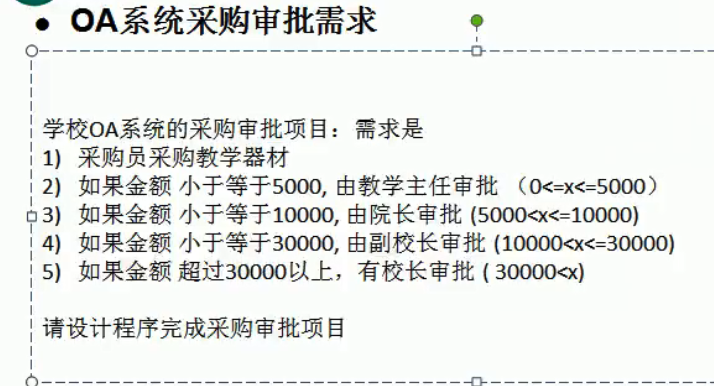 • OA系统采购审批需求
学校OA系统的采购审批项目：需求是
1) 采购员采购教学器材
2) 如果金额 小于等于5000, 由教学主任审批 （0<=x<=5000）
3) 如果金额 小于等于10000, 由院长审批 (5000<x<=10000)
4) 如果金额 小于等于30000, 由副校长审批 (10000<x<=30000)
5) 如果金额 超过30000以上，有校长审批 ( 30000<x)
请设计程序完成采购审批项目